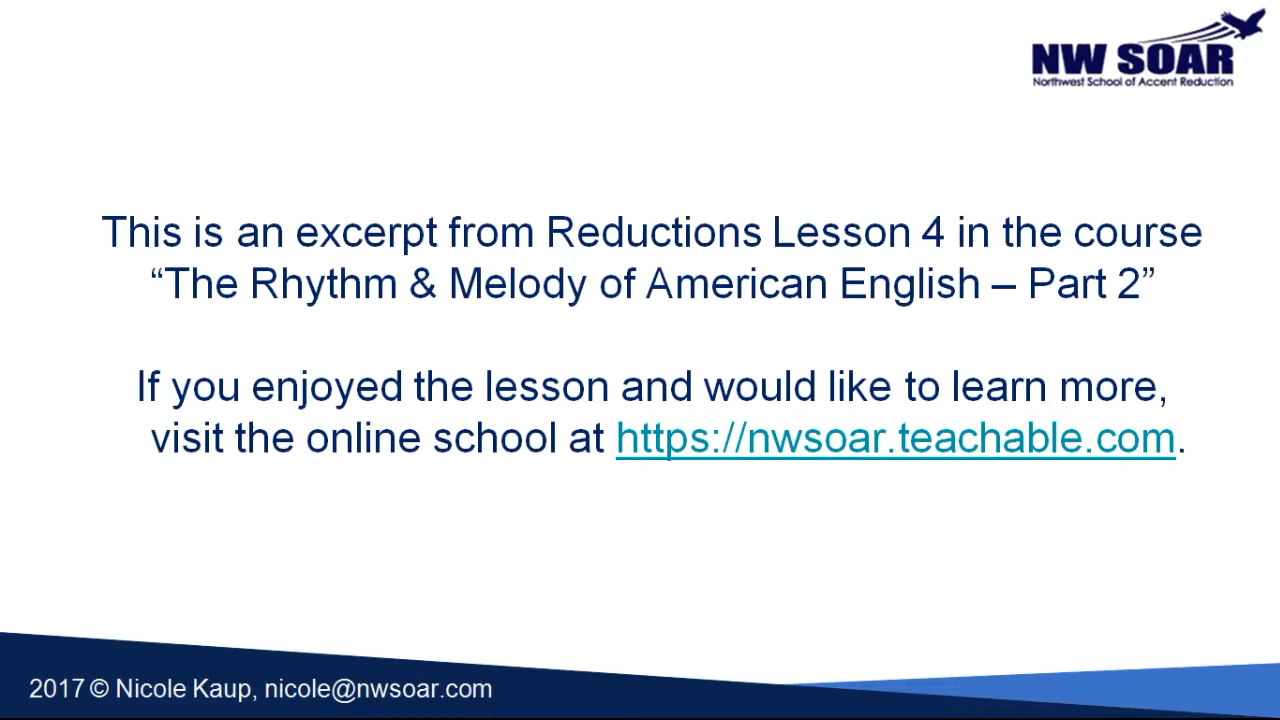 NW SOAR
Northwest School of Accent Reduction
This is an excerpt from Reductions Lesson 4 in the course
“The Rhythm & Melody of American English – Part 2”
If you enjoyed the lesson and would like to learn more,
visit the online school at https://nwsoar.teachable.com.
2017 © Nicole Kaup, nicole@nwsoar.com